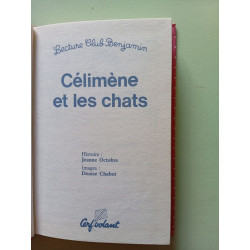 Lecture Club Benjamin
Célimène
et les chats
Histoire :
Jeanne Octobre
Images :
Denise Chabot
Cerf-volant